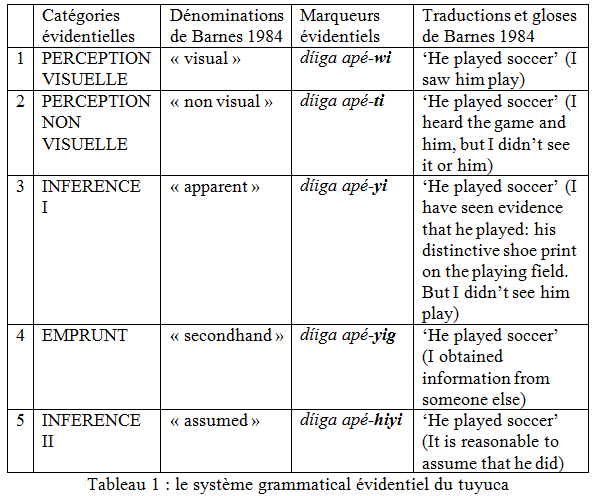 Catégories évidentielles
Dénominations de Barnes 1984
Marqueurs évidentiels
Traductions et gloses de Barnes 1984
1
PERCEPTION
VISUELLE
« visual »
díiga apé-wi
‘He played soccer’ (I
saw him play)
2
PERCEPTION
NON
VISUELLE
« non visual »
díiga apé-ti
‘He played soccer’ (I
heard the game and
him, but I didn’t see
it or him)
3
INFERENCE
I
« apparent »
díiga apé-yi
‘He played soccer’ (I
have seen evidence
that he played: his
distinctive shoe print
on the playing field.
But I didn’t see him
play)
4
EMPRUNT
« secondhand »
díiga apé-yig
‘He played soccer’
(I obtained
information from
someone else)
5
INFERENCE
II
« assumed »
díiga apé-hiyi
‘He played soccer’
(It is reasonable to
assume that he did)
Tableau 1 : le système grammatical évidentiel du tuyuca